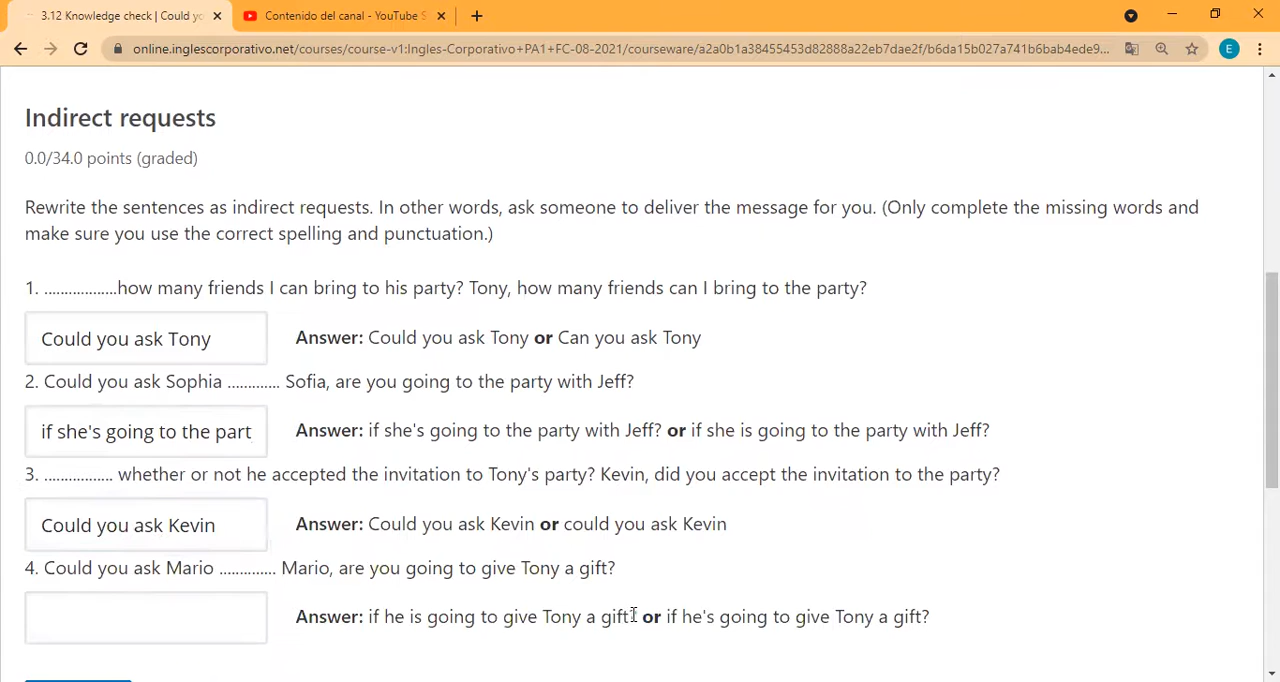 3.12 Knowledge check | Could yo
Contenido del canal - YouTube S
online.inglescorporativo.net/courses/course-v1:Ingles-Corporativo+PA1+FC-08-2021/courseware/a2a0b1a38455453d82888a22eb7dae2f/b6da15b027a741b6bab4ede9...
E
Indirect requests
0.0/34.0 points (graded)
Rewrite the sentences as indirect requests. In other words, ask someone to deliver the message for you. (Only complete the missing words and
make sure you use the correct spelling and punctuation.)
1. ..................how many friends I can bring to his party? Tony, how many friends can I bring to the party?
Could you ask Tony
Answer: Could you ask Tony or Can you ask Tony
2. Could you ask Sophia ............. Sofia, are you going to the party with Jeff?
if she's going to the part
Answer: if she's going to the party with Jeff? or if she is going to the party with Jeff?
3. ................. whether or not he accepted the invitation to Tony's party? Kevin, did you accept the invitation to the party?
Could you ask Kevin
Answer: Could you ask Kevin or could you ask Kevin
4. Could you ask Mario .............. Mario, are you going to give Tony a gift?
Answer: if he is going to give Tony a gift? or if he's going to give Tony a gift?